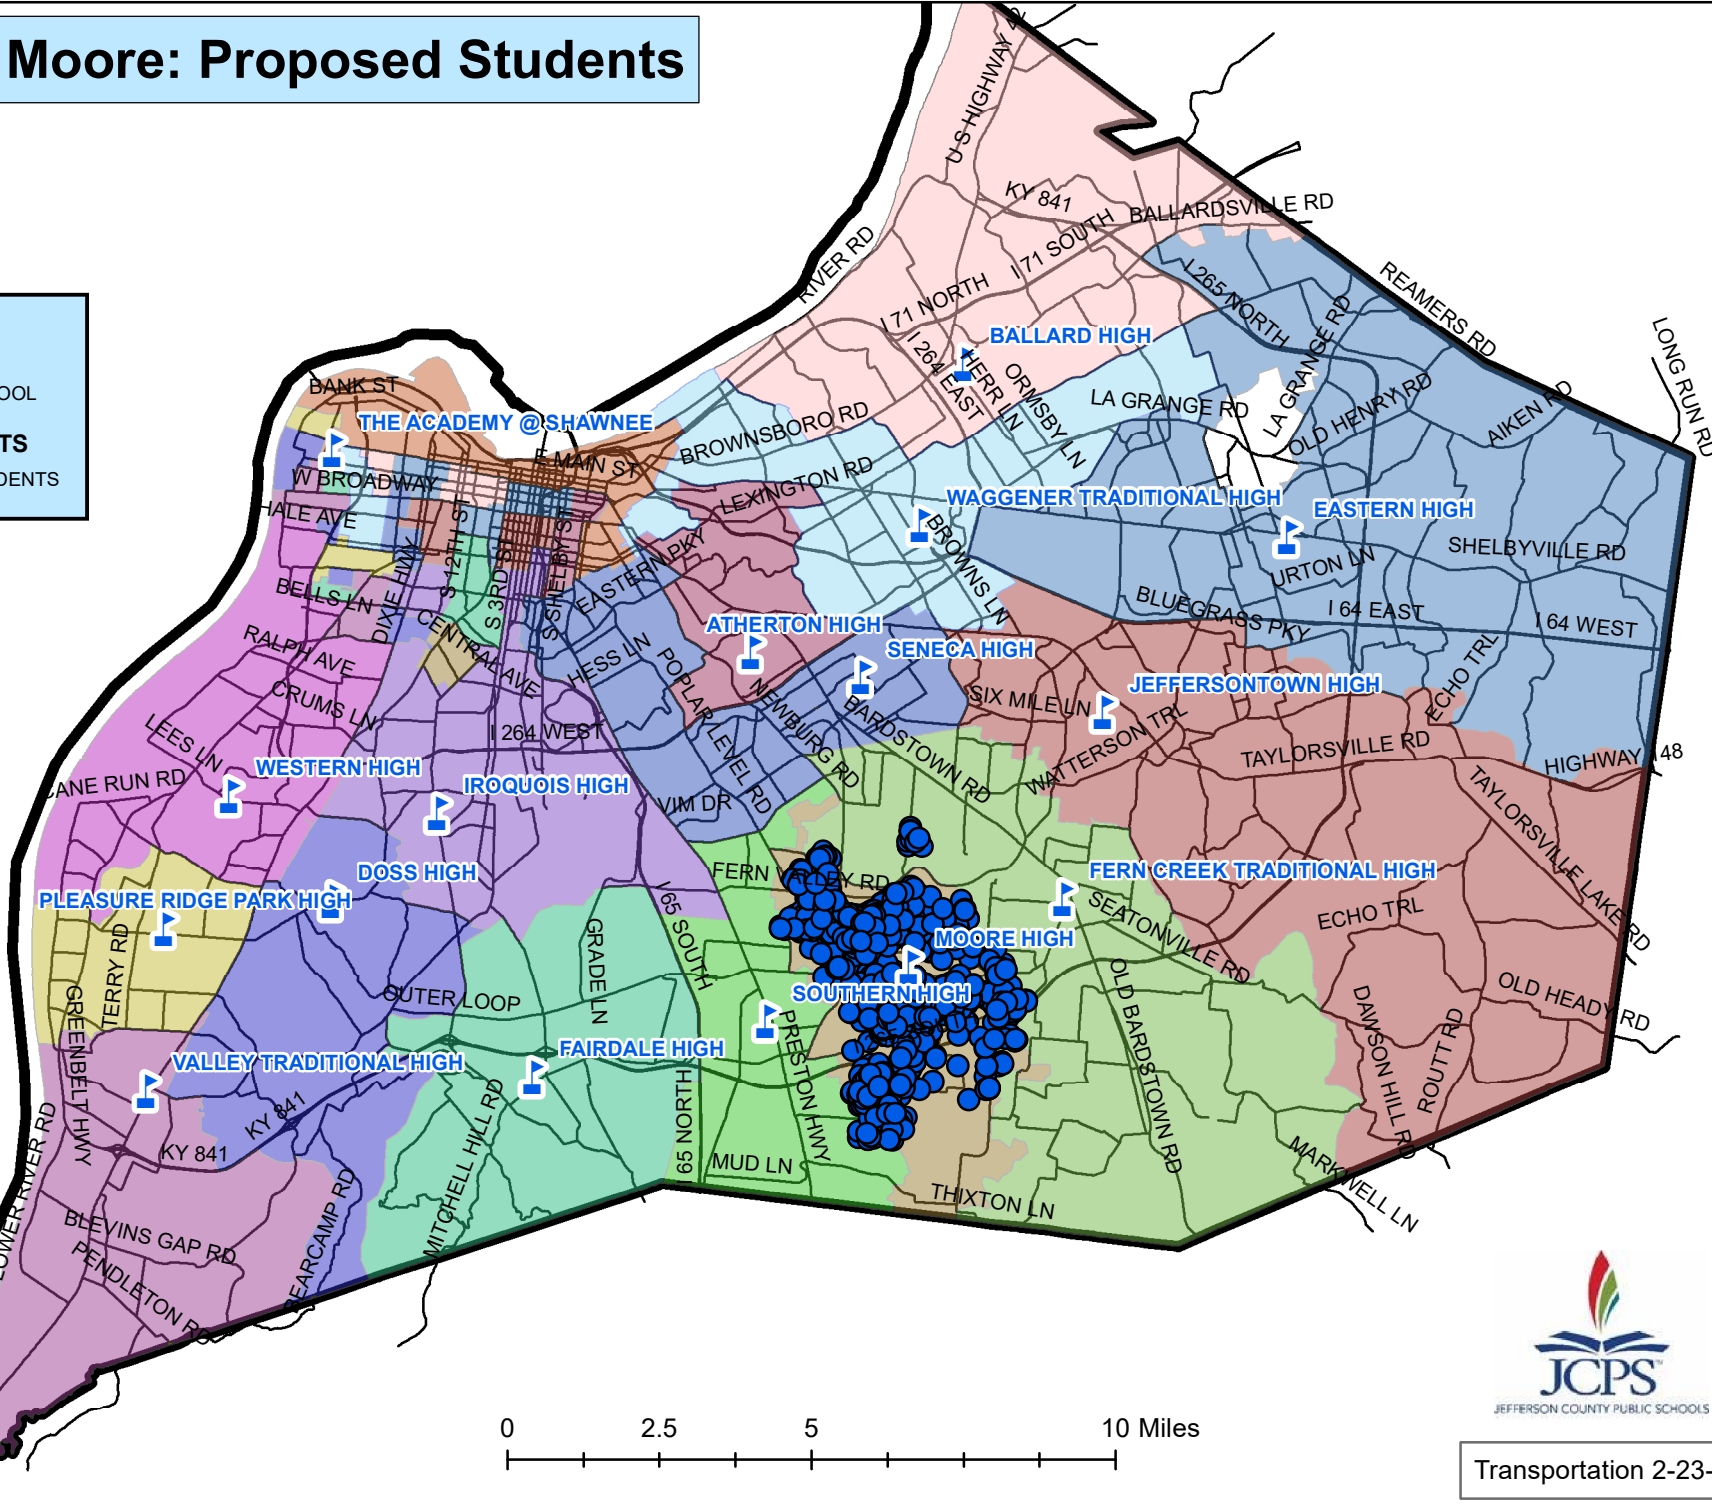 Moore: Proposed Students
OOL
TS
DENTS
U S HIGHWAY 42
KY 841
BALLARDSVILLE RD
I 71 SOUTH
RIVER RD
I 71 NORTH
I 265 NORTH
REAMERS RD
LONG RUN RD
BALLARD HIGH
I 264 EAST
HERR LN
ORMSBY LN
LA GRANGE RD
LA GRANGE RD
OLD HENRY RD
AIKEN RD
BANK ST
THE ACADEMY @ SHAWNEE
E MAIN ST
BROWNSBORO RD
W BROADWAY
LEXINGTON RD
WAGGENER TRADITIONAL HIGH
EASTERN HIGH
HALE AVE
S 12TH ST
S 3RD ST
S SHELBY ST
EASTERN PKY
BROWNS LN
SHELBYVILLE RD
URTON LN
DIXIE HWY
BELLS LN
CENTRAL AVE
BLUEGRASS PKY
I 64 EAST
I 64 WEST
RALPH AVE
HESS LN
ATHERTON HIGH
SENECA HIGH
ECHO TRL
CRUMS LN
POPLAR LEVEL RD
NEWBURG RD
BARDSTOWN RD
SIX MILE LN
JEFFERSONTOWN HIGH
WATTERSON TRL
TAYLORSVILLE RD
HIGHWAY 148
LEES LN
I 264 WEST
CANE RUN RD
WESTERN HIGH
IROQUOIS HIGH
VIM DR
TAYLORSVILLE LAKE RD
DOSS HIGH
PLEASURE RIDGE PARK HIGH
FERN VALLEY RD
FERN CREEK TRADITIONAL HIGH
I 65 SOUTH
SEATONVILLE RD
ECHO TRL
TERRY RD
GRADE LN
MOORE HIGH
OUTER LOOP
SOUTHERN HIGH
OLD BARDSTOWN RD
DAWSON HILL RD
ROUTT RD
OLD HEADY RD
GREENBELT HWY
VALLEY TRADITIONAL HIGH
FAIRDALE HIGH
PRESTON HWY
KY 841
KY 841
MITCHELL HILL RD
I 65 NORTH
MUD LN
THIXTON LN
MARKWELL LN
LOWER RIVER RD
BLEVINS GAP RD
PENDLETON RD
BEARCAMP RD
0 2.5 5 10 Miles
JCPS
JEFFERSON COUNTY PUBLIC SCHOOLS
Transportation 2-23-